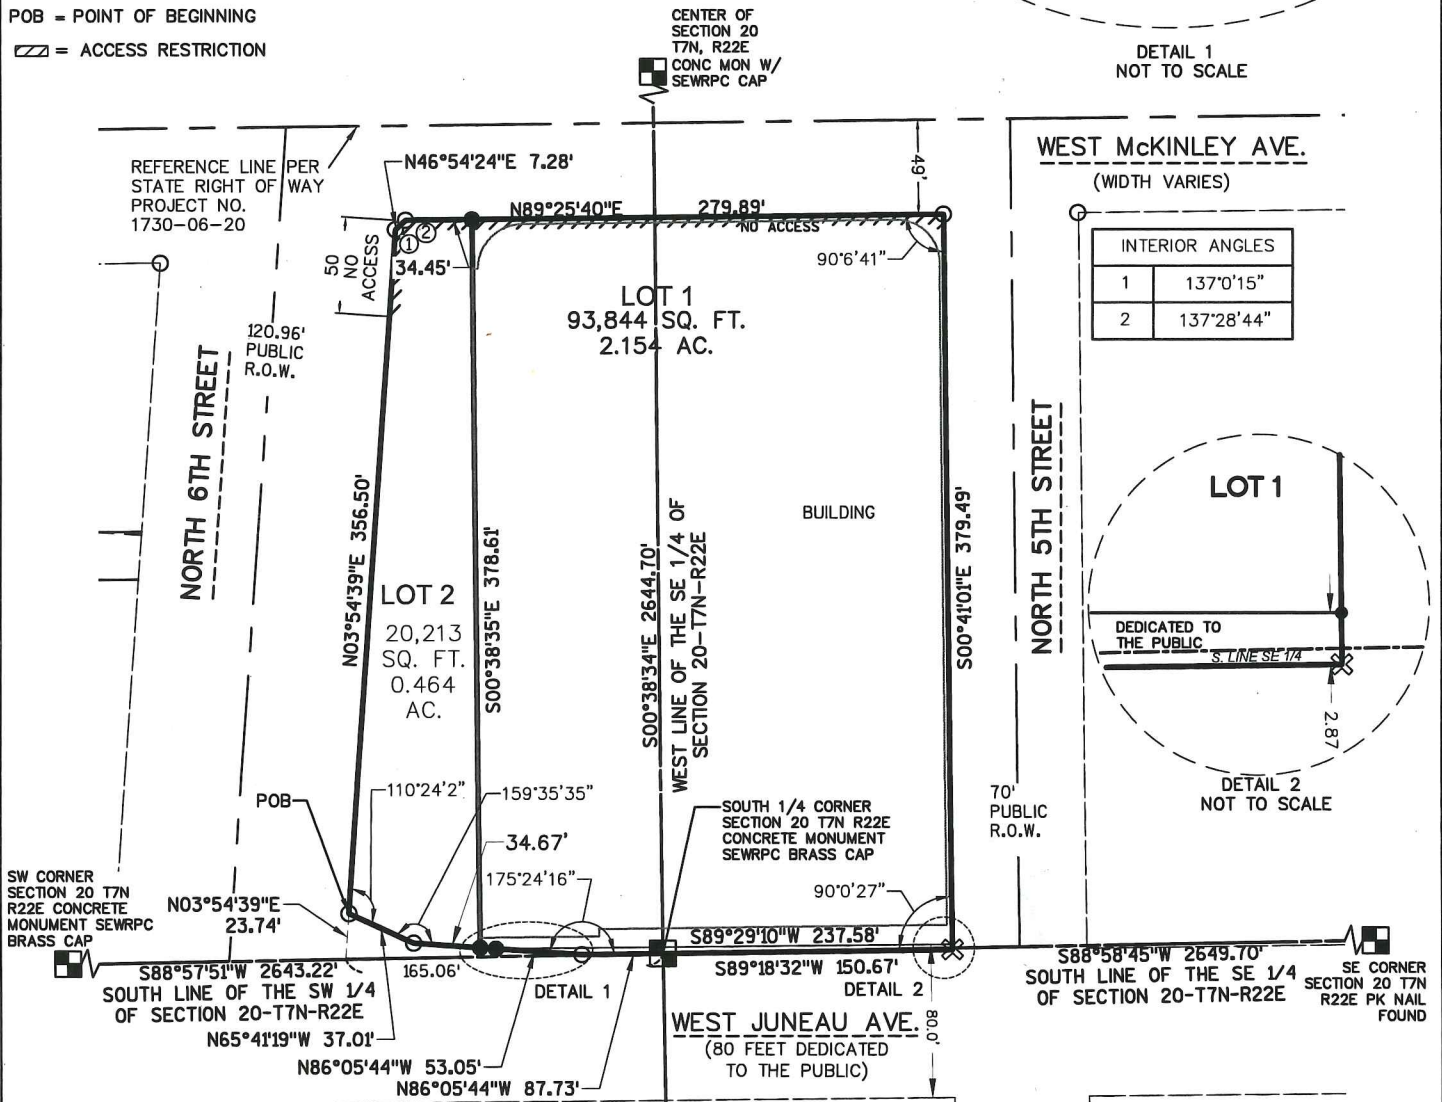 POB = POINT OF BEGINNING
= ACCESS RESTRICTION
CENTER OF
SECTION 20
T7N, R22E
CONC MON W/
SEWRPC CAP
DETAIL 1
NOT TO SCALE
REFERENCE LINE PER
STATE RIGHT OF WAY
PROJECT NO.
1730-06-20
N46°54'24"E 7.28'
49'
WEST McKINLEY AVE.
(WIDTH VARIES)
N89°25'40"E 279.89'
NO ACCESS
1
2
50
NO
ACCESS
34.45'
90°6'41"
INTERIOR ANGLES
1 137°0'15"
2 137°28'44"
LOT 1
93,844 SQ. FT.
2.154 AC.
120.96'
PUBLIC
R.O.W.
NORTH 6TH STREET
N03°54'39"E 356.50'
LOT 2
20,213
SQ. FT.
0.464
AC.
S00°38'35"E 378.61'
S00°38'34"E 2644.70'
WEST LINE OF THE SE 1/4 OF
SECTION 20-T7N-R22E
BUILDING
S00°41'01"E 379.49'
NORTH 5TH STREET
70'
PUBLIC
R.O.W.
LOT 1
DEDICATED TO
THE PUBLIC
S. LINE SE 1/4
2.87
DETAIL 2
NOT TO SCALE
POB
110°24'2"
159°35'35"
34.67'
175°24'16"
SOUTH 1/4 CORNER
SECTION 20 T7N R22E
CONCRETE MONUMENT
SEWRPC BRASS CAP
90°0'27"
SW CORNER
SECTION 20 T7N
R22E CONCRETE
MONUMENT SEWRPC
BRASS CAP
N03°54'39"E
23.74'
S89°29'10"W 237.58'
S88°57'51"W 2643.22'
SOUTH LINE OF THE SW 1/4
OF SECTION 20-T7N-R22E
165.06'
DETAIL 1
S89°18'32"W 150.67'
DETAIL 2
S88°58'45"W 2649.70'
SOUTH LINE OF THE SE 1/4
OF SECTION 20-T7N-R22E
SE CORNER
SECTION 20 T7N
R22E PK NAIL
FOUND
N65°41'19"W 37.01'
N86°05'44"W 53.05'
N86°05'44"W 87.73'
WEST JUNEAU AVE.
(80 FEET DEDICATED
TO THE PUBLIC)
80.0'